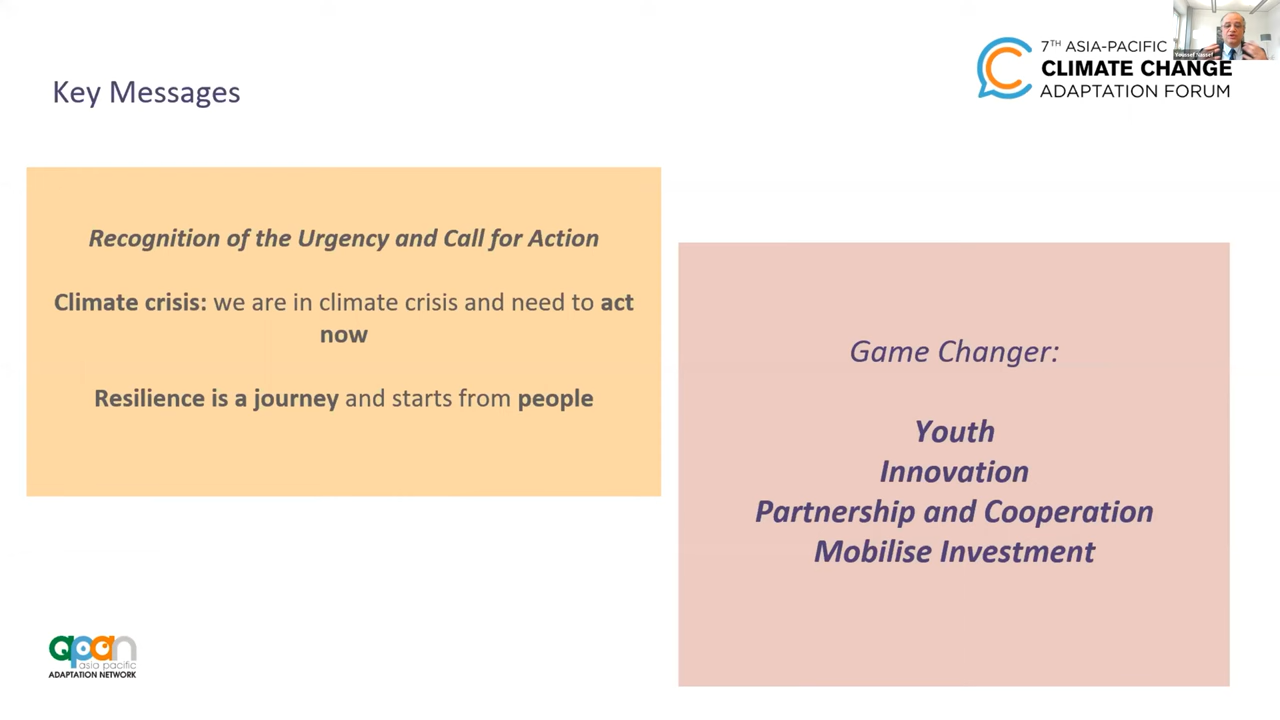 Key Messages
7TH ASIA-PACIFIC
CLIMATE CHANGE
ADAPTATION FORUM
Youssef Nassef
Recognition of the Urgency and Call for Action
Climate crisis: we are in climate crisis and need to act
now
Resilience is a journey and starts from people
Game Changer:
Youth
Innovation
Partnership and Cooperation
Mobilise Investment
apan
asia pacific
ADAPTATION NETWORK